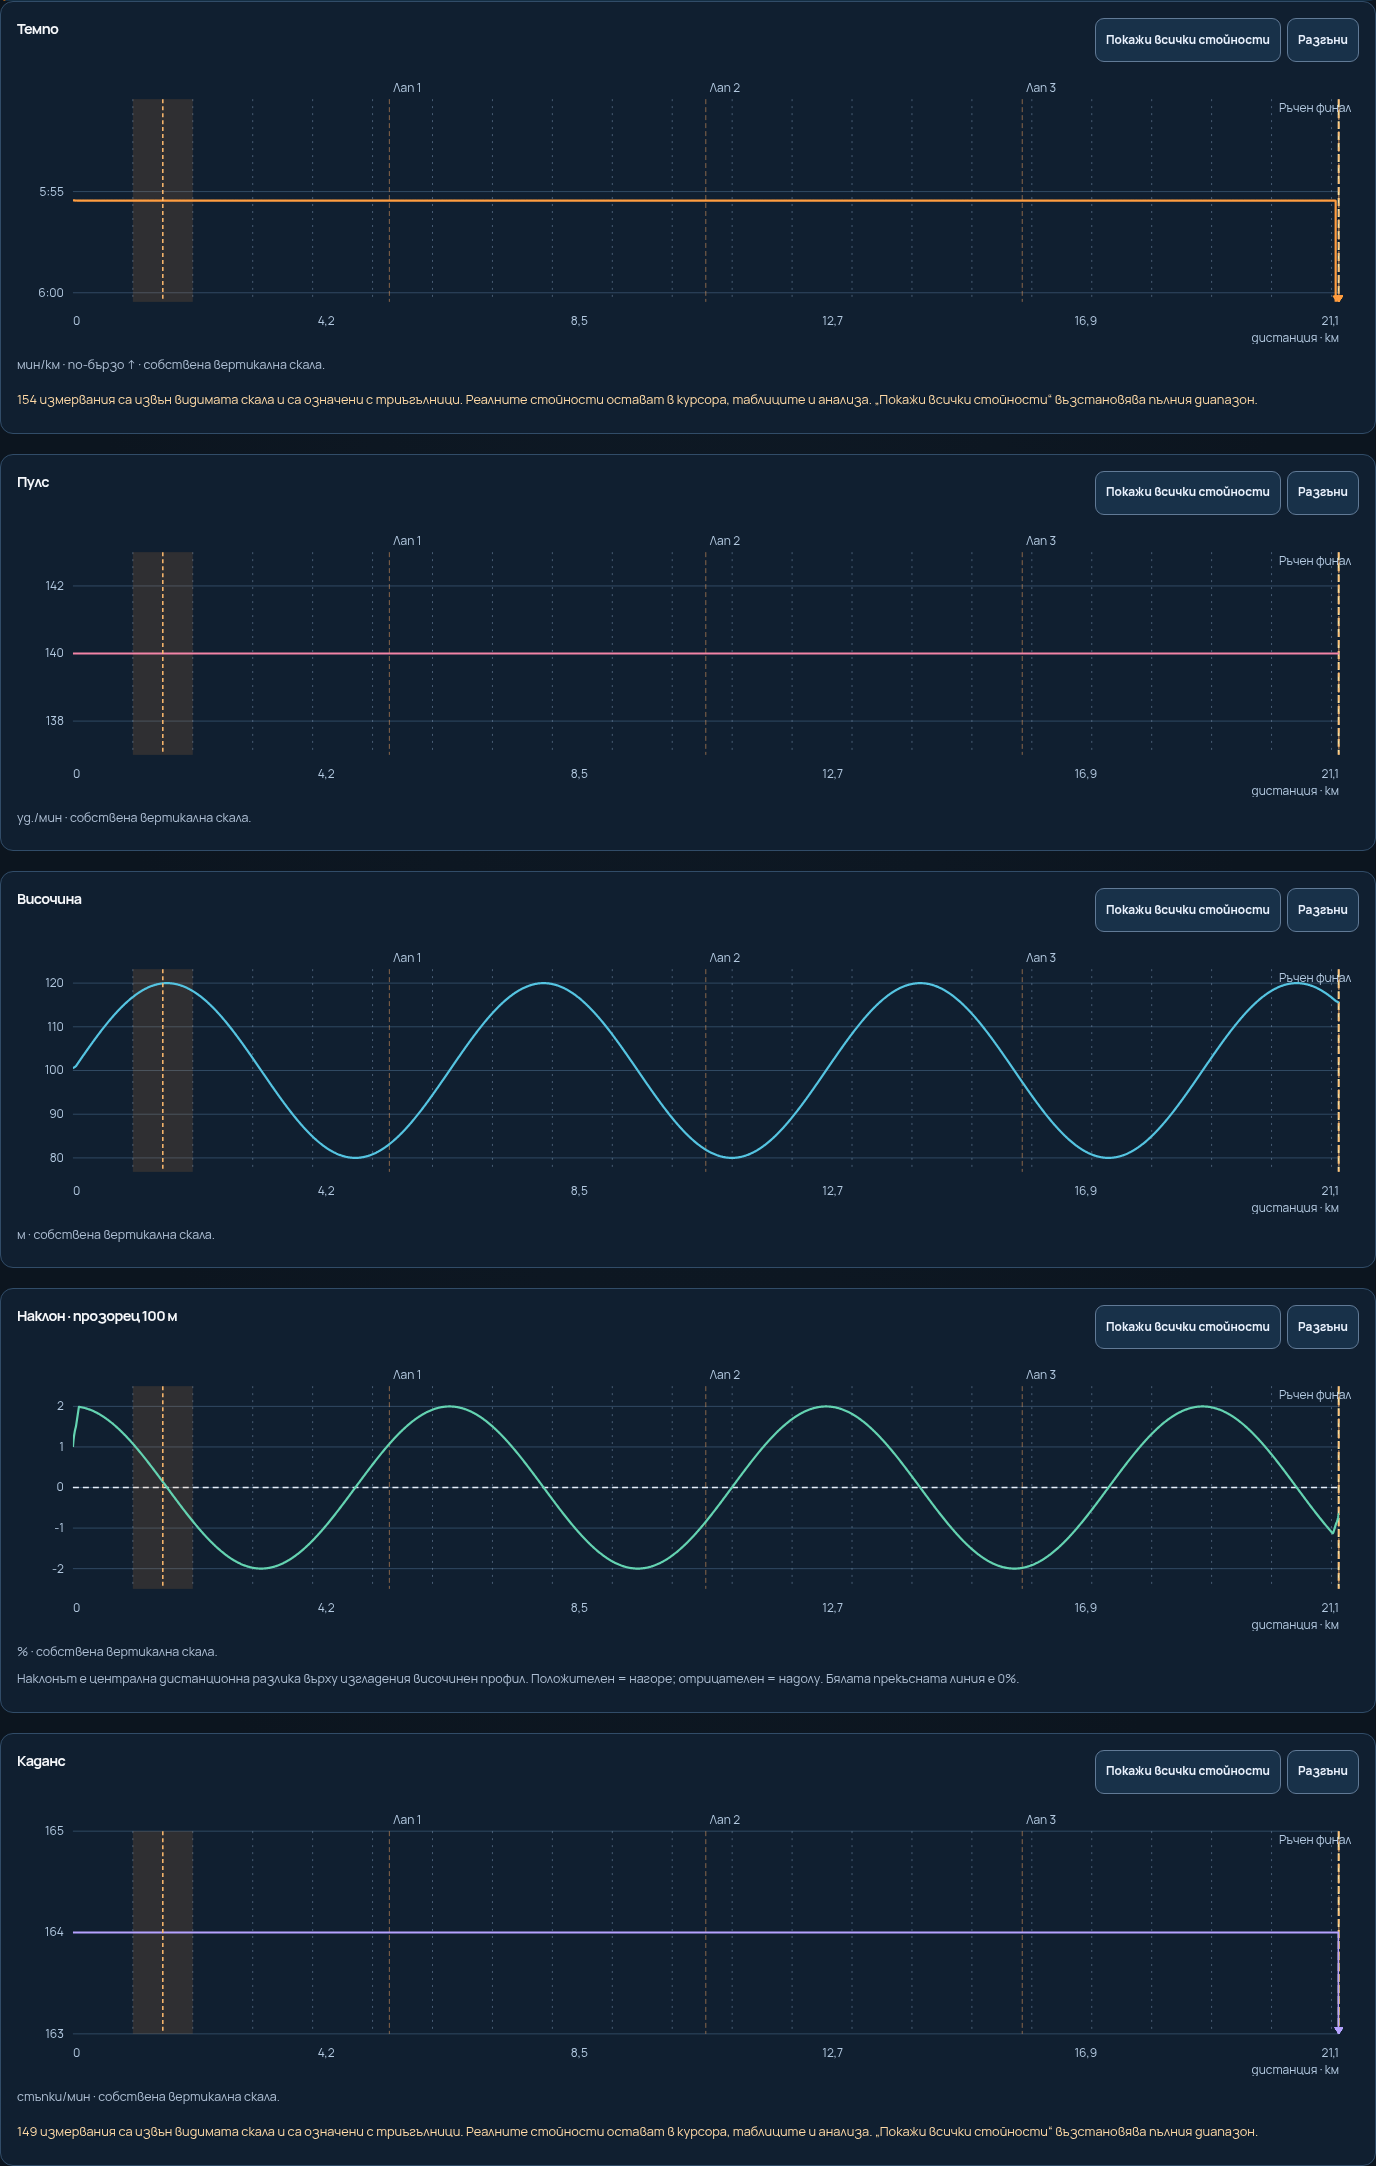 Темпо
Покажи всички стойности
Разгъни
Лап 1
Лап 2
Лап 3
Ръчен финал
5:55
6:00
0
4,2
8,5
12,7
16,9
21,1
дистанция · км
мин/км · по-бързо ↑ · собствена вертикална скала.
154 измервания са извън видимата скала и са означени с триъгълници. Реалните стойности остават в курсора, таблиците и анализа. „Покажи всички стойности“ възстановява пълния диапазон.
Пулс
Покажи всички стойности
Разгъни
Лап 1
Лап 2
Лап 3
Ръчен финал
142
140
138
0
4,2
8,5
12,7
16,9
21,1
дистанция · км
уд./мин · собствена вертикална скала.
Височина
Покажи всички стойности
Разгъни
Лап 1
Лап 2
Лап 3
Ръчен финал
120
110
100
90
80
0
4,2
8,5
12,7
16,9
21,1
дистанция · км
м · собствена вертикална скала.
Наклон · прозорец 100 м
Покажи всички стойности
Разгъни
Лап 1
Лап 2
Лап 3
Ръчен финал
2
1
0
-1
-2
0
4,2
8,5
12,7
16,9
21,1
дистанция · км
% · собствена вертикална скала.
Наклонът е централна дистанционна разлика върху изгладения височинен профил. Положителен = нагоре; отрицателен = надолу. Бялата прекъсната линия е 0%.
Каданс
Покажи всички стойности
Разгъни
Лап 1
Лап 2
Лап 3
Ръчен финал
165
164
163
0
4,2
8,5
12,7
16,9
21,1
дистанция · км
стъпки/мин · собствена вертикална скала.
149 измервания са извън видимата скала и са означени с триъгълници. Реалните стойности остават в курсора, таблиците и анализа. „Покажи всички стойности“ възстановява пълния диапазон.